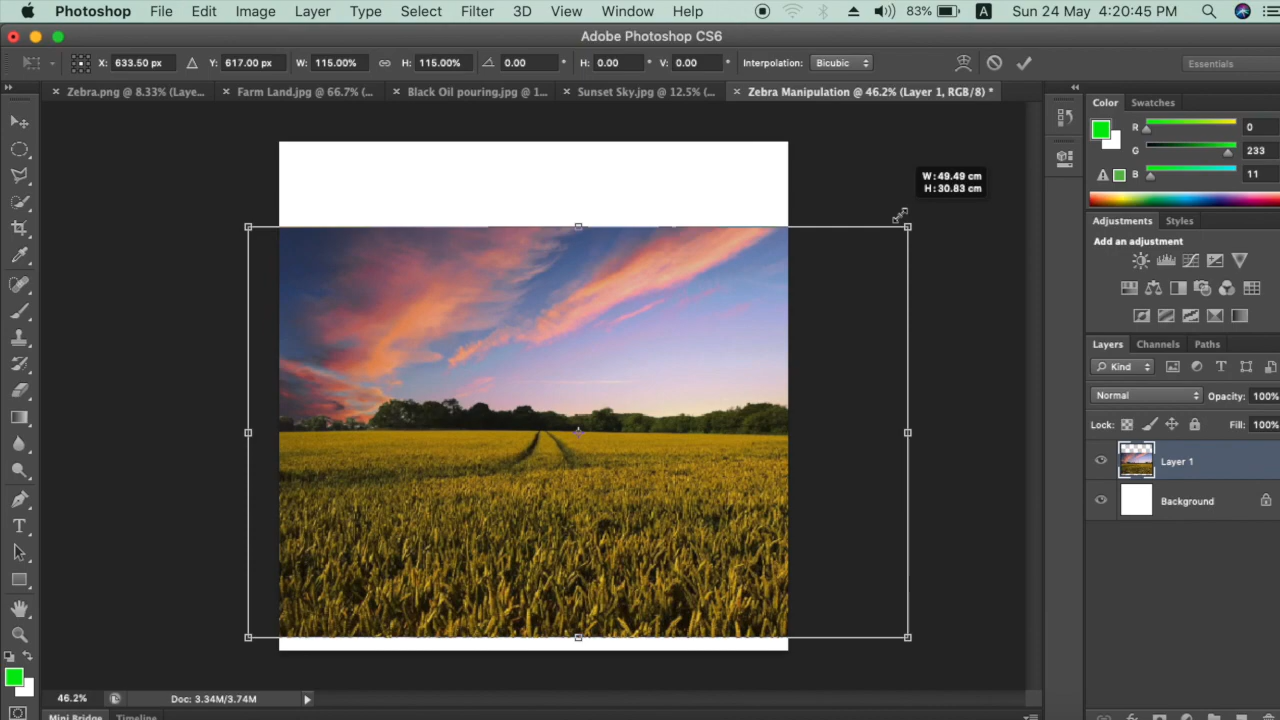 Photoshop File Edit Image Layer Type Select Filter 3D View Window Help 83% A Sun 24 May 4:20:45 PM
Adobe Photoshop CS6
X: 633.50 px Y: 617.00 px W: 115.00% H: 115.00% 0.00 ° H: 0.00 ° V: 0.00 ° Interpolation: Bicubic Essentials
× Zebra.png @ 8.33% (Laye... × Farm Land.jpg @ 66.7% (... × Black Oil pouring.jpg @ 1... × Sunset Sky.jpg @ 12.5% (... × Zebra Manipulation @ 46.2% (Layer 1, RGB/8) *
Color Swatches
R 0
G 233
B 11
W: 49.49 cm
H: 30.83 cm
Adjustments Styles
Add an adjustment
Layers Channels Paths
Kind
Normal Opacity: 100%
Lock: Fill: 100%
Layer 1
Background
46.2% Doc: 3.34M/3.74M
Mini Bridge Timeline